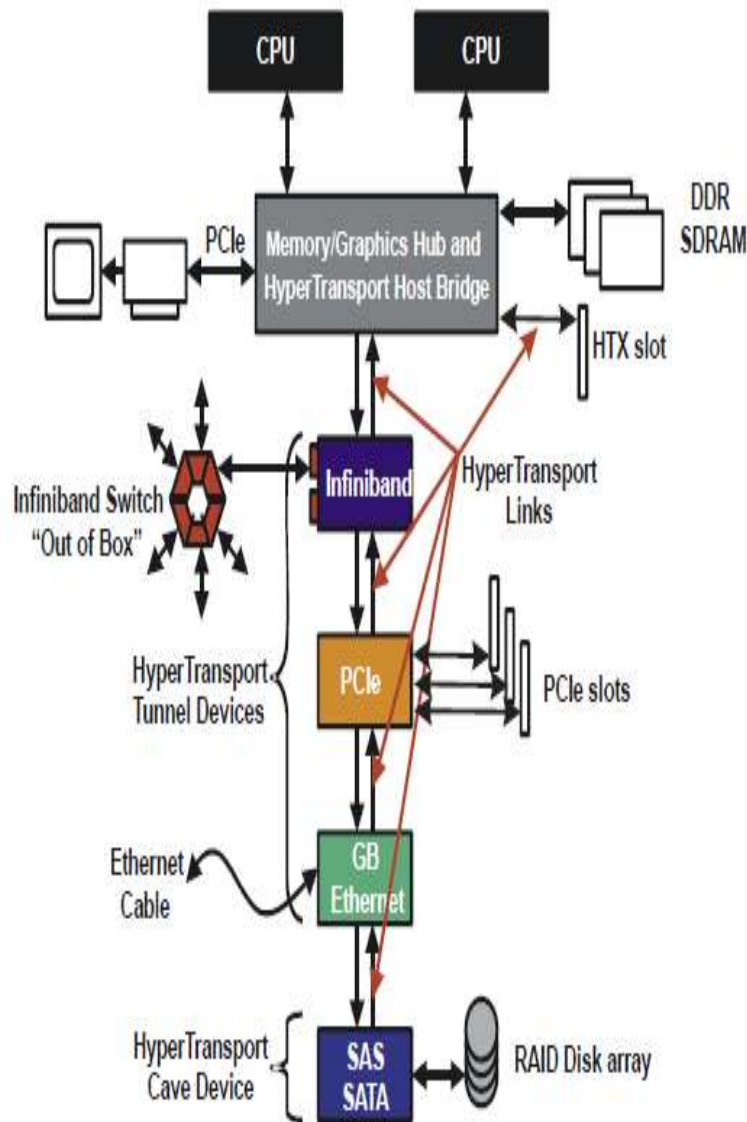 CPU
CPU
PCIe
Memory/Graphics Hub and
HyperTransport Host Bridge
DDR
SDRAM
HTX slot
Infiniband
HyperTransport
Links
Infiniband Switch
“Out of Box”
HyperTransport
Tunnel Devices
PCIe
PCIe slots
Ethernet
Cable
GB
Ethernet
HyperTransport
Cave Device
SAS
SATA
RAID Disk array